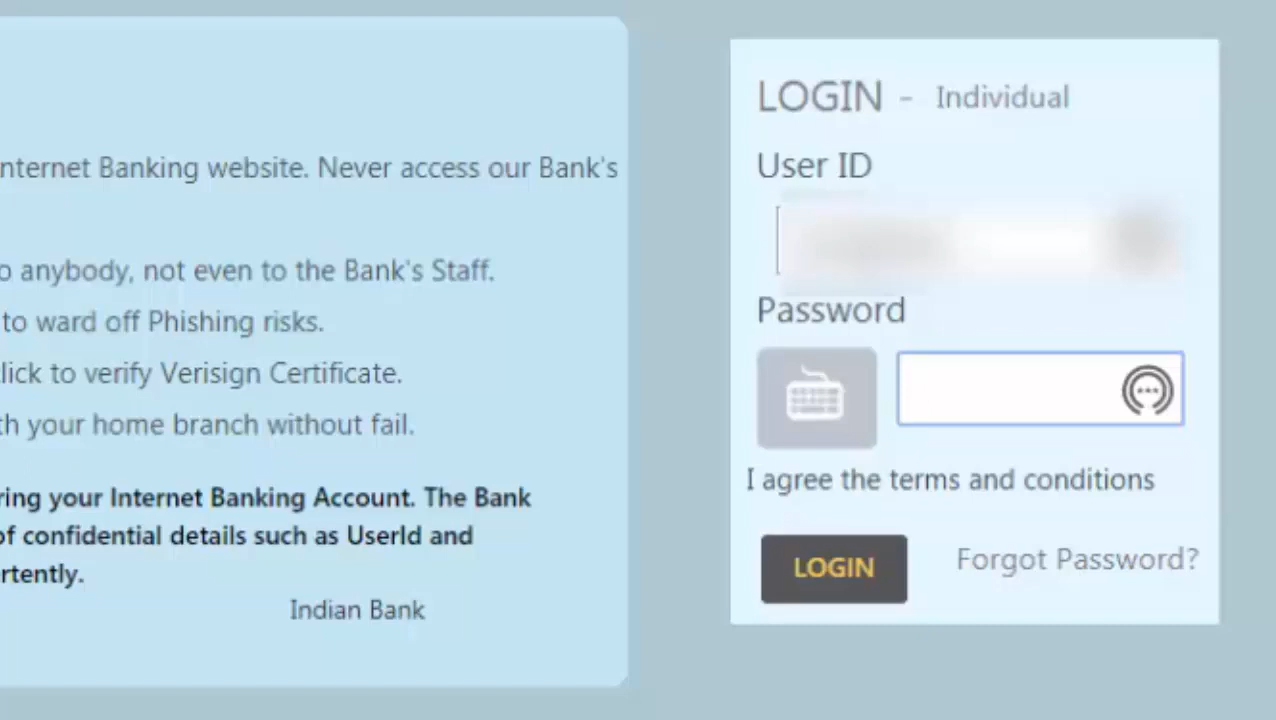 nternet Banking website. Never access our Bank's
o anybody, not even to the Bank's Staff.
to ward off Phishing risks.
lick to verify Verisign Certificate.
th your home branch without fail.
ring your Internet Banking Account. The Bank
of confidential details such as UserId and
rtently.
Indian Bank
LOGIN - Individual
User ID
Password
I agree the terms and conditions
LOGIN
Forgot Password?